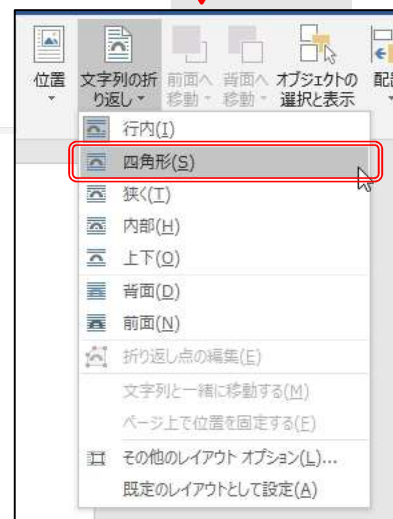 位置 文字列の折り返し 前面へ移動 背面へ移動 オブジェクトの選択と表示 配置
行内(I)
四角形(S)
狭く(T)
内部(H)
上下(O)
背面(D)
前面(N)
折り返し点の編集(E)
文字列と一緒に移動する(M)
ページ上で位置を固定する(F)
その他のレイアウト オプション(L)...
既定のレイアウトとして設定(A)